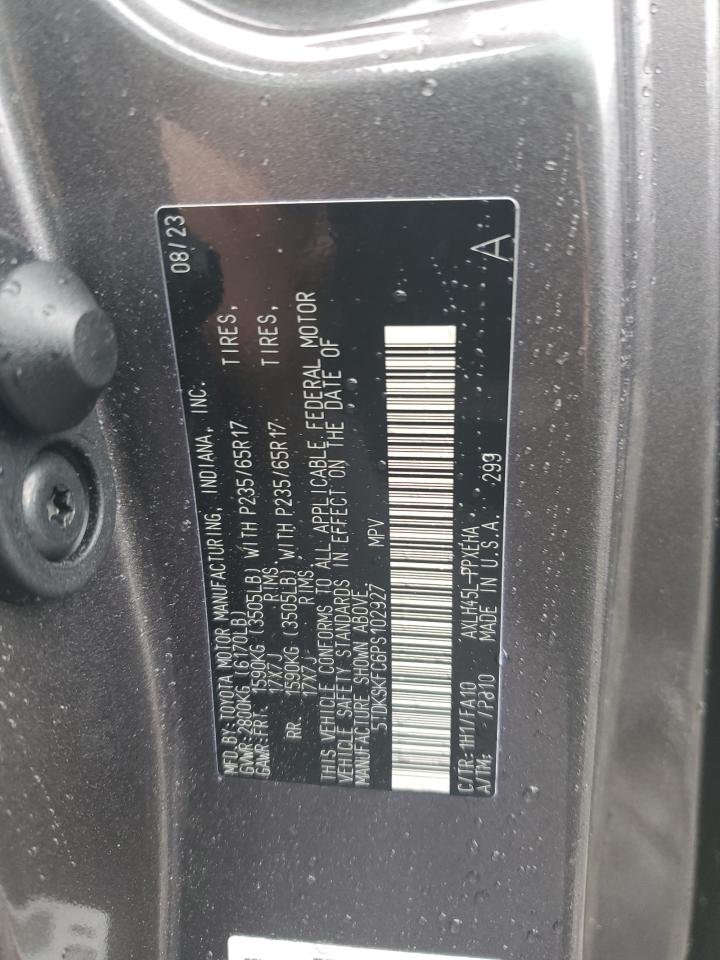 MFD.BY:TOYOTA MOTOR MANUFACTURING, INDIANA, INC. 08/23
GVWR:2800KG (6170LB)
GAWR:FRT. 1590KG (3505LB) WITH P235/65R17 TIRES,
17X7J RIMS.
RR. 1590KG (3505LB) WITH P235/65R17 TIRES,
17X7J RIMS.
THIS VEHICLE CONFORMS TO ALL APPLICABLE FEDERAL MOTOR
VEHICLE SAFETY STANDARDS IN EFFECT ON THE DATE OF
MANUFACTURE SHOWN ABOVE.
5TDKSKFC6PS102927 MPV
C/TR: 1H1/FA10 AXLH45L-PPXEHA
A/TM: MADE IN U.S.A. 299 A